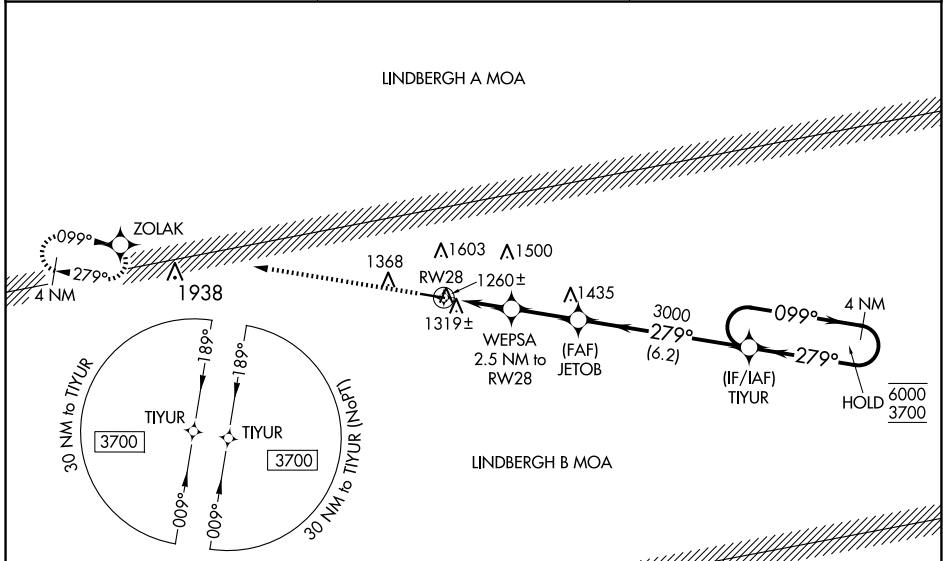 LINDBERGH A MOA
ZOLAK
099°
279°
4 NM
1938
1368
1603
1500
RW28
1260±
1319±
1435
WEPSA
2.5 NM to
RW28
(FAF)
JETOB
3000
279°
(6.2)
(IF/IAF)
TIYUR
099°
279°
4 NM
HOLD
6000
3700
30 NM to TIYUR
189°
189°
TIYUR
TIYUR
3700
3700
009°
009°
30 NM to TIYUR (NoPT)
LINDBERGH B MOA